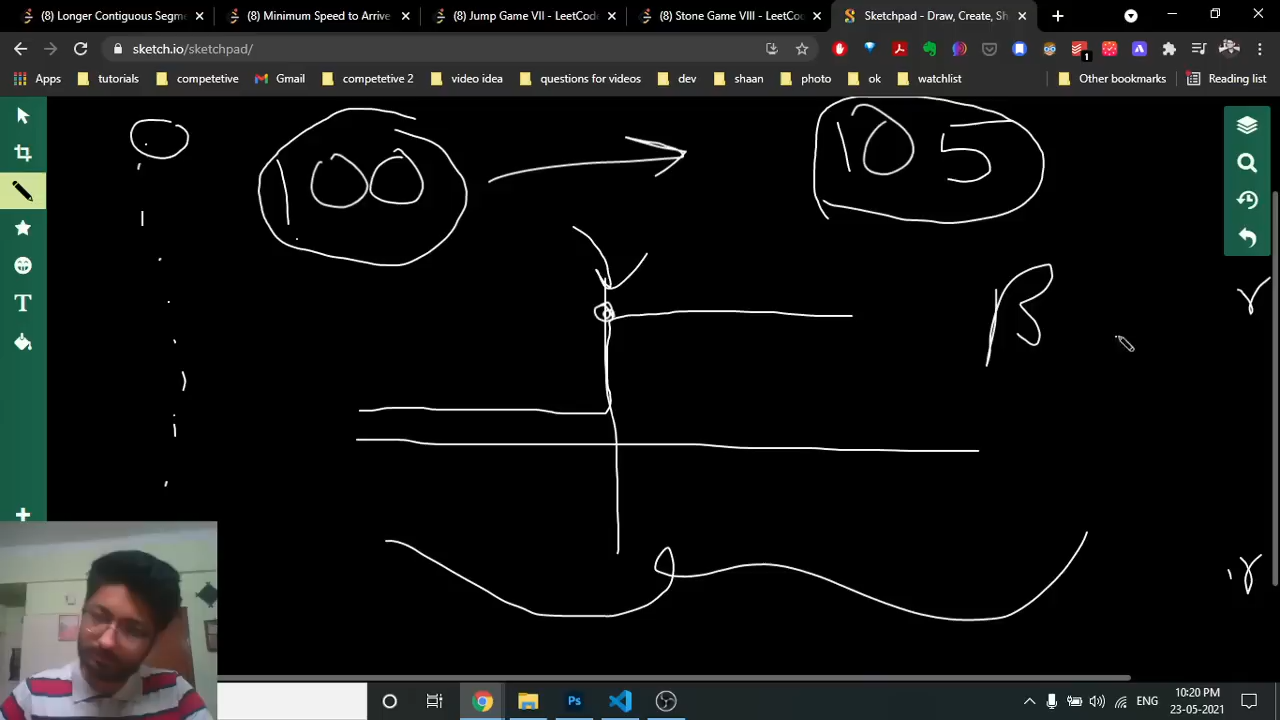 (8) Longer Contiguous Segm
(8) Minimum Speed to Arrive
(8) Jump Game VII - LeetCode
(8) Stone Game VIII - LeetCo
Sketchpad - Draw, Create, Sh
sketch.io/sketchpad/
Apps tutorials competetive Gmail competetive 2 video idea questions for videos dev shaan photo ok watchlist Other bookmarks Reading list
100 105
T
ENG
10:20 PM
23-05-2021